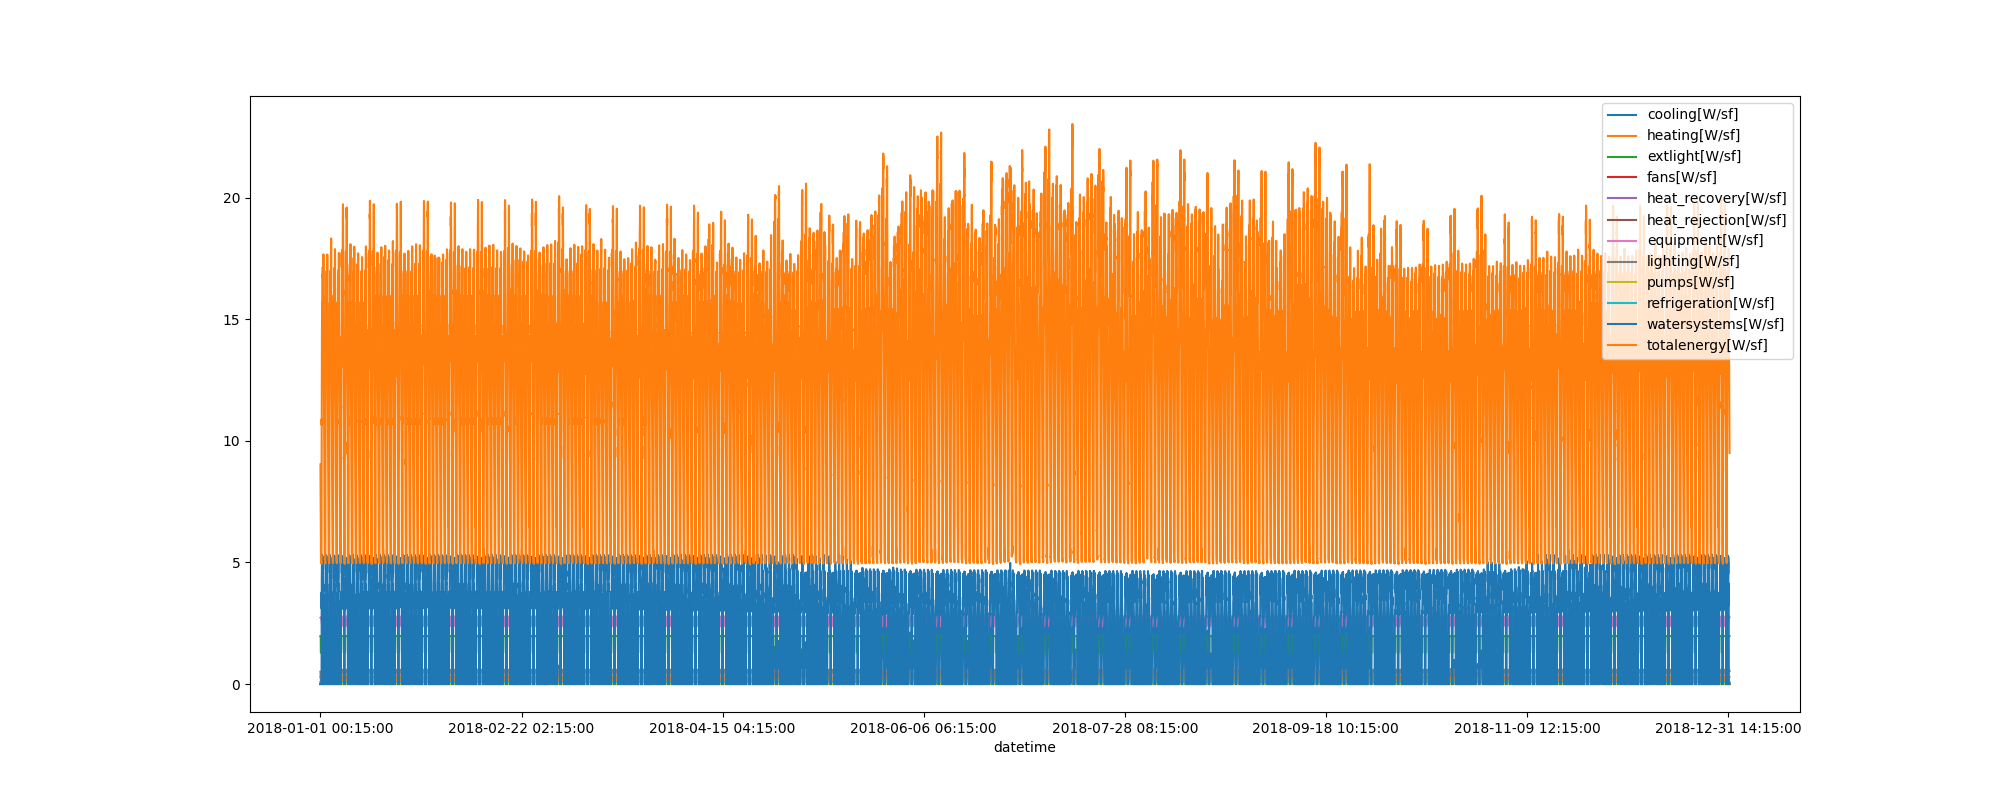 cooling[W/sf]
heating[W/sf]
extlight[W/sf]
fans[W/sf]
heat_recovery[W/sf]
heat_rejection[W/sf]
equipment[W/sf]
lighting[W/sf]
pumps[W/sf]
refrigeration[W/sf]
watersystems[W/sf]
totalenergy[W/sf]
20
15
10
5
0
2018-01-01 00:15:00 2018-02-22 02:15:00 2018-04-15 04:15:00 2018-06-06 06:15:00 2018-07-28 08:15:00 2018-09-18 10:15:00 2018-11-09 12:15:00 2018-12-31 14:15:00
datetime